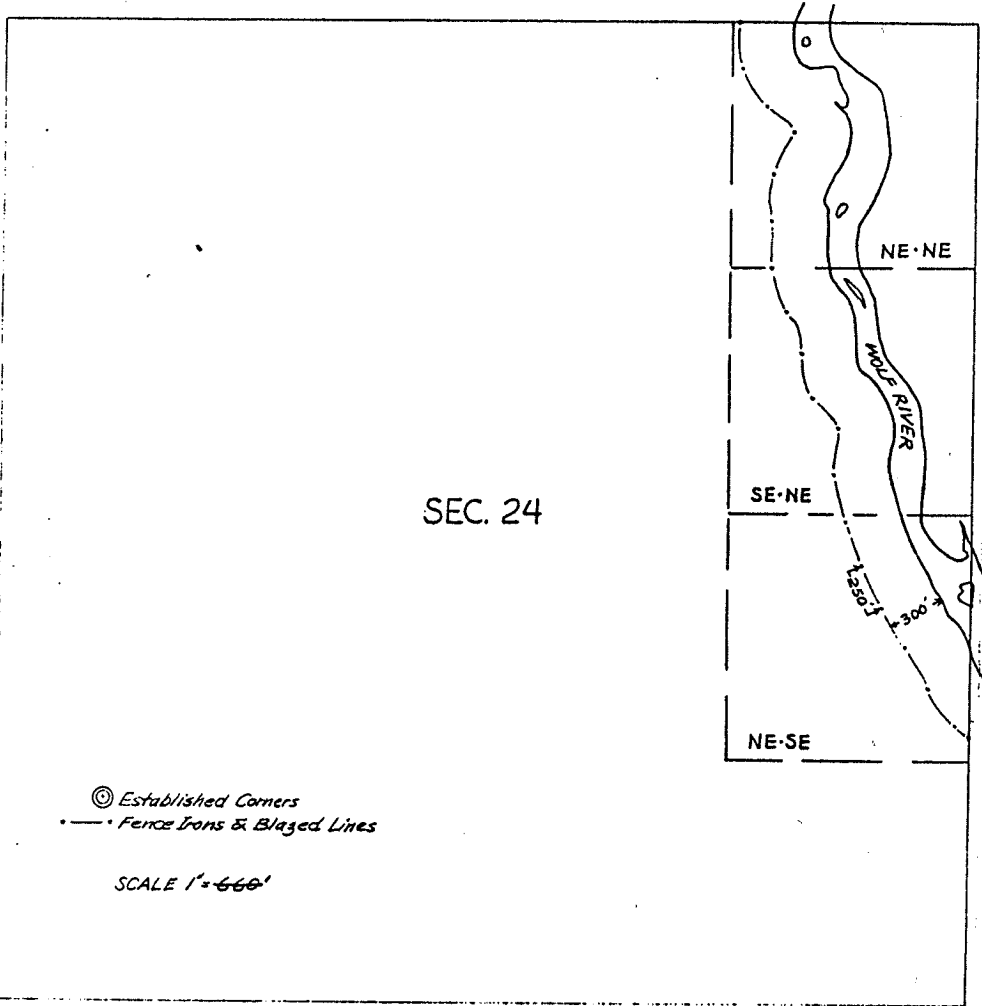 NE·NE
WOLF RIVER
SE·NE
SEC. 24
250'
300'
NE·SE
Established Corners
Fence Irons & Blazed Lines
SCALE 1"= 660'